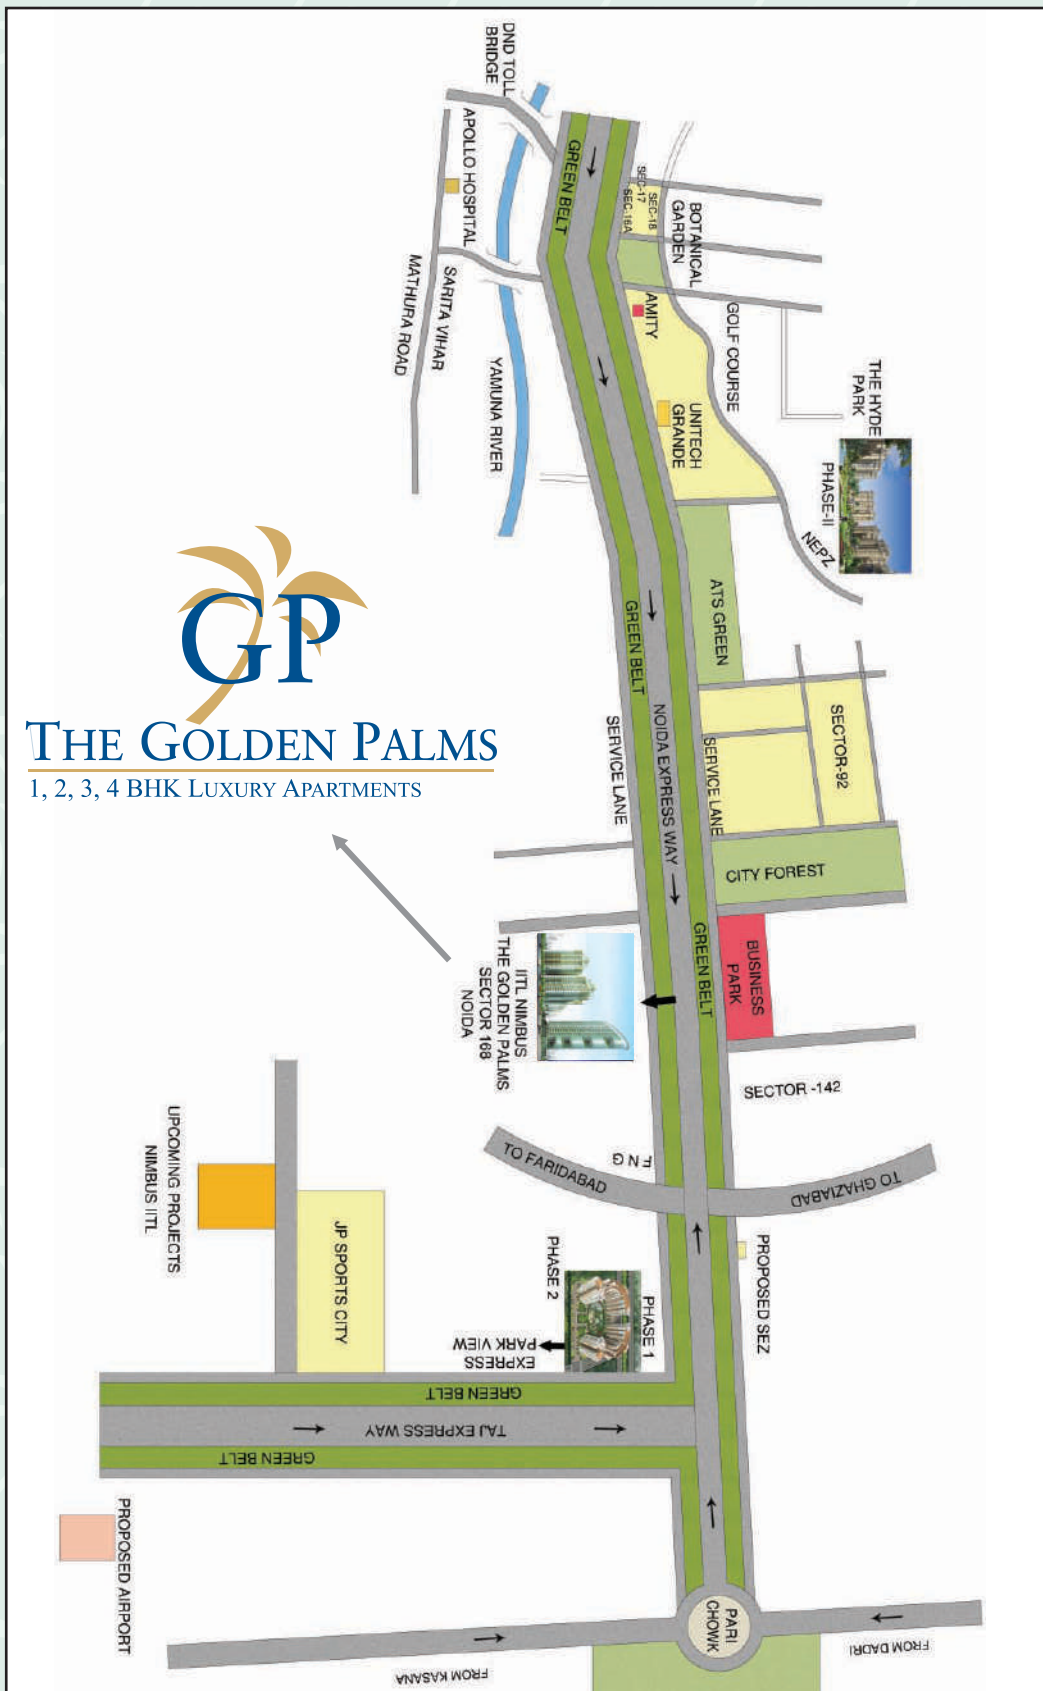 DND TOLL
BRIDGE
APOLLO HOSPITAL
GREEN BELT
SEC-17
SEC-18
SEC-16A
BOTANICAL
GARDEN
SARITA VIHAR
MATHURA ROAD
YAMUNA RIVER
AMITY
GOLF COURSE
UNITECH
GRANDE
THE HYDE
PARK
PHASE-II
NEPZ
ATS GREEN
GREEN BELT
GP
THE GOLDEN PALMS
1, 2, 3, 4 BHK LUXURY APARTMENTS
SERVICE LANE
NOIDA EXPRESS WAY
SERVICE LANE
SECTOR-92
CITY FOREST
GREEN BELT
BUSINESS
PARK
IITL NIMBUS
THE GOLDEN PALMS
SECTOR 168
NOIDA
SECTOR -142
TO FARIDABAD
FNG
TO GHAZIABAD
UPCOMING PROJECTS
NIMBUS IITL
JP SPORTS CITY
PROPOSED SEZ
PHASE 2
PHASE 1
EXPRESS
PARK VIEW
GREEN BELT
TAJ EXPRESS WAY
GREEN BELT
PROPOSED AIRPORT
PARI
CHOWK
FROM DADRI
FROM KASANA